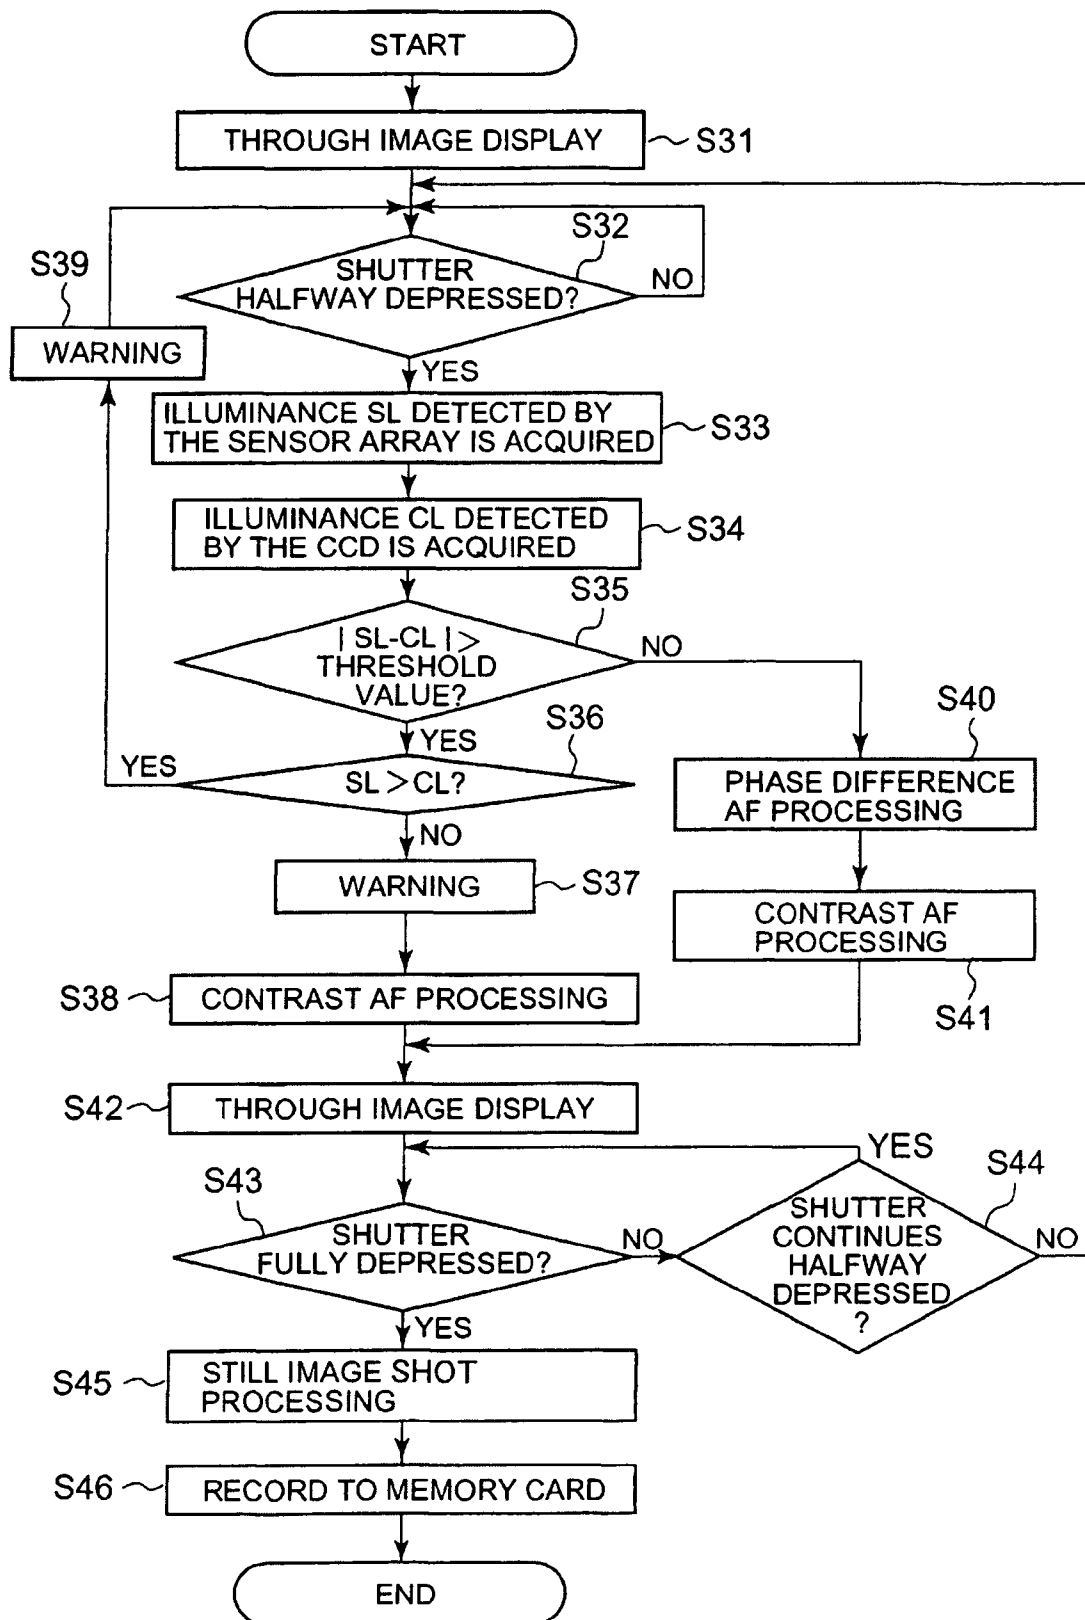 START
THROUGH IMAGE DISPLAY
S31
S32
SHUTTER
HALFWAY DEPRESSED?
NO
S39
WARNING
YES
ILLUMINANCE SL DETECTED BY
THE SENSOR ARRAY IS ACQUIRED
S33
ILLUMINANCE CL DETECTED
BY THE CCD IS ACQUIRED
S34
S35
| SL-CL | >
THRESHOLD
VALUE?
NO
YES
S36
SL > CL?
YES
NO
S40
PHASE DIFFERENCE
AF PROCESSING
WARNING
S37
CONTRAST AF
PROCESSING
S41
S38
CONTRAST AF PROCESSING
S42
THROUGH IMAGE DISPLAY
S43
SHUTTER
FULLY DEPRESSED?
NO
YES
S44
SHUTTER
CONTINUES
HALFWAY
DEPRESSED
?
NO
YES
S45
STILL IMAGE SHOT
PROCESSING
S46
RECORD TO MEMORY CARD
END